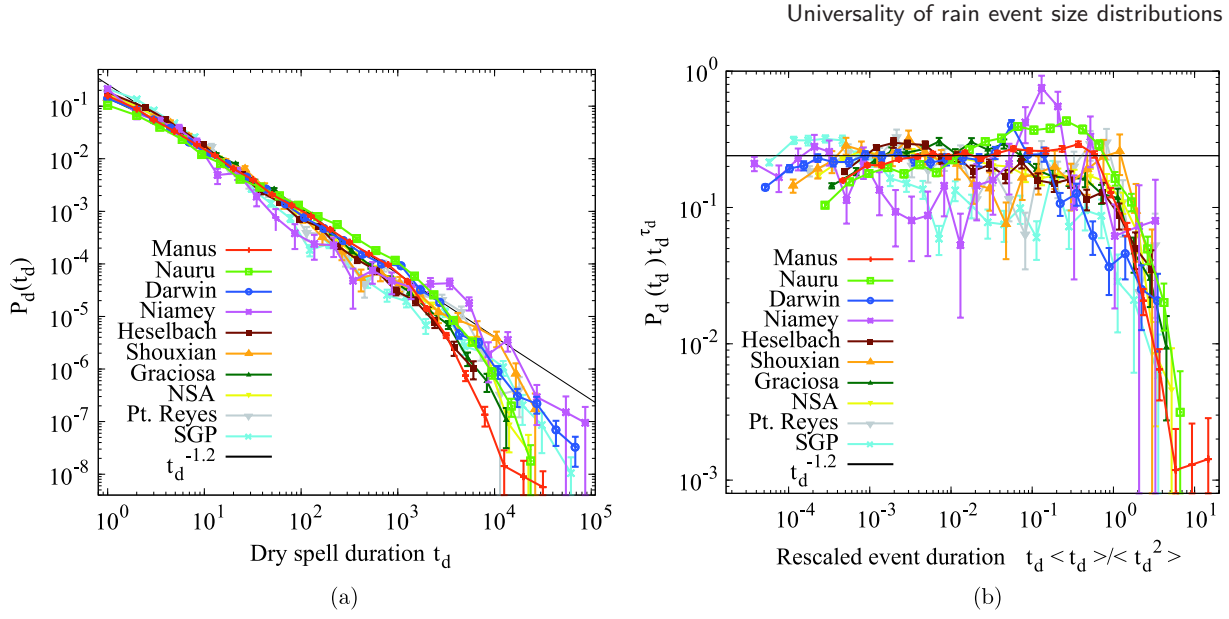 Universality of rain event size distributions
P_d(t_d)
10^-1
10^-2
10^-3
10^-4
10^-5
10^-6
10^-7
10^-8
Manus
Nauru
Darwin
Niamey
Heselbach
Shouxian
Graciosa
NSA
Pt. Reyes
SGP
t_d^-1.2
10^0 10^1 10^2 10^3 10^4 10^5
Dry spell duration t_d
(a)
P_d (t_d) t_d^τ_d
10^0
10^-1
10^-2
10^-3
Manus
Nauru
Darwin
Niamey
Heselbach
Shouxian
Graciosa
NSA
Pt. Reyes
SGP
t_d^-1.2
10^-4 10^-3 10^-2 10^-1 10^0 10^1
Rescaled event duration t_d < t_d >/< t_d^2 >
(b)